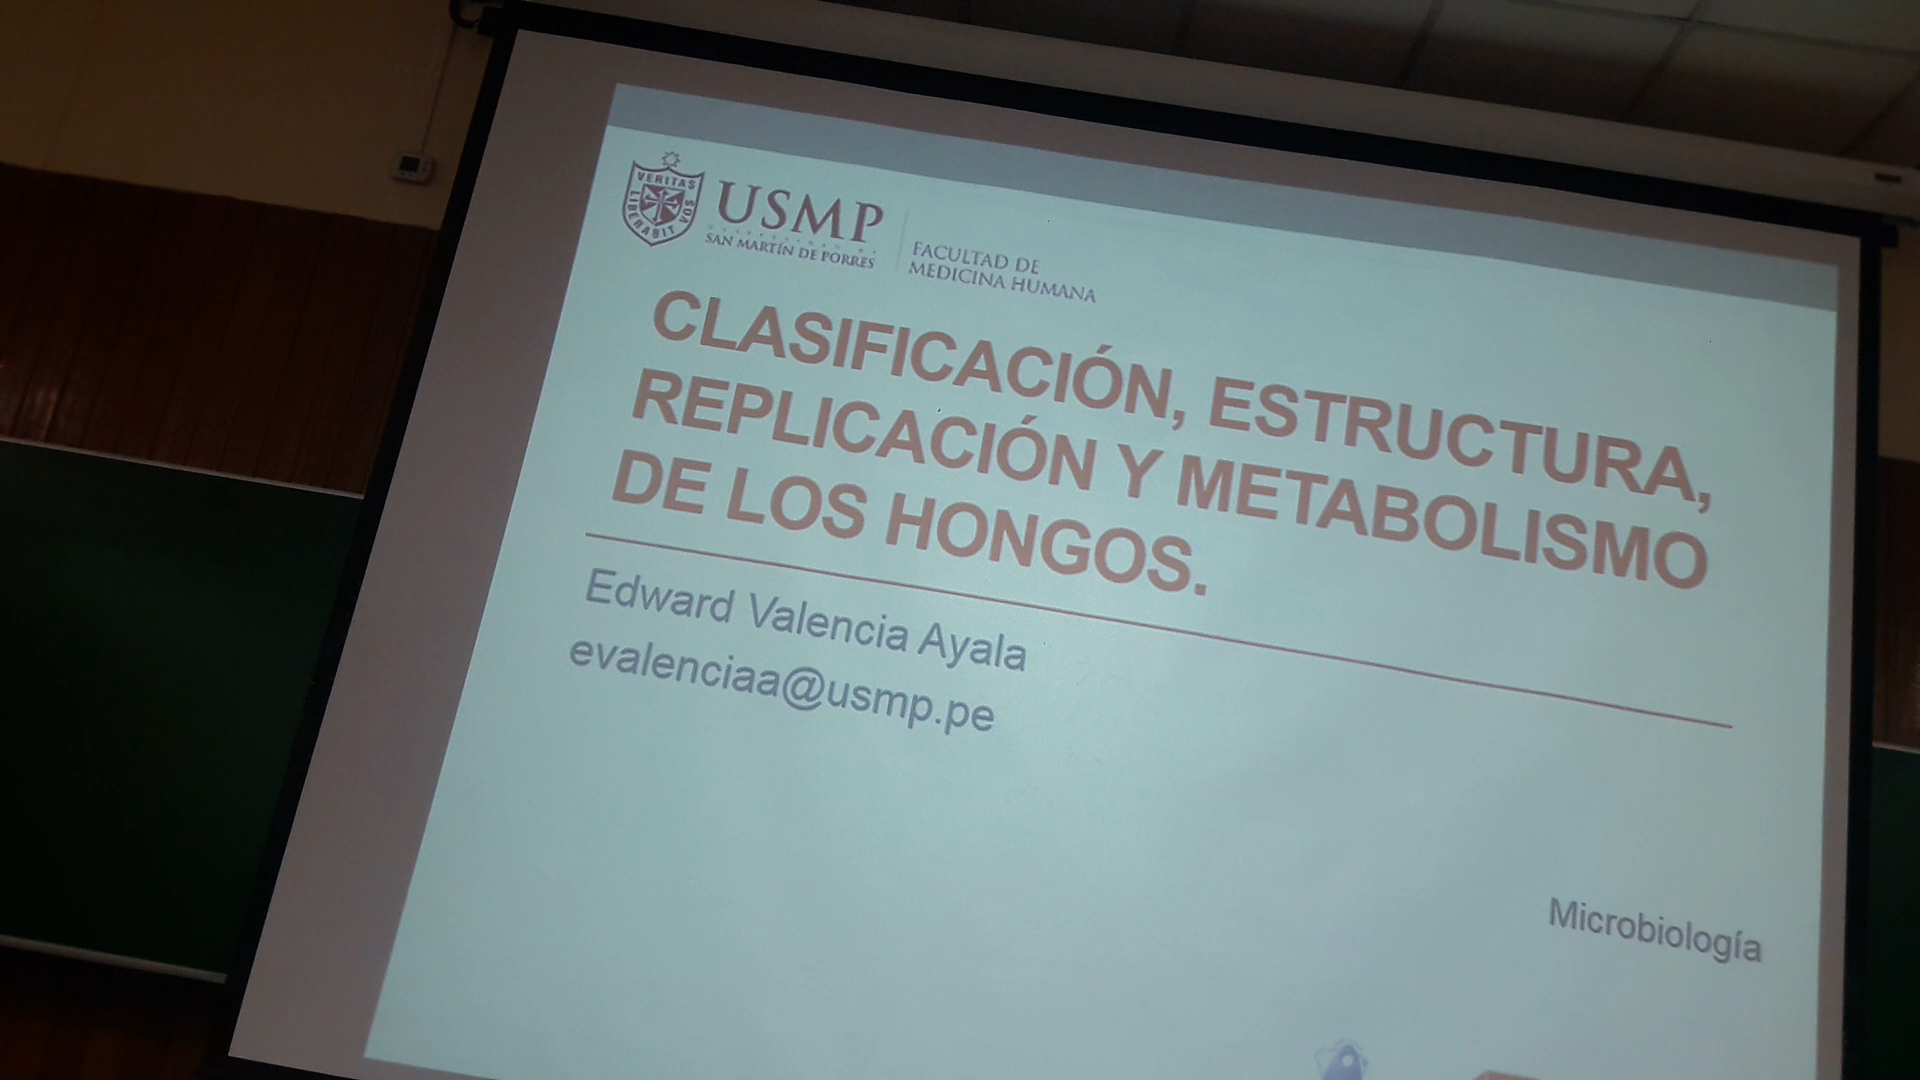 VERITAS
LIBERABIT VOS
USMP
SAN MARTÍN DE PORRES
FACULTAD DE
MEDICINA HUMANA
CLASIFICACIÓN, ESTRUCTURA,
REPLICACIÓN Y METABOLISMO
DE LOS HONGOS.
Edward Valencia Ayala
evalenciaa@usmp.pe
Microbiología